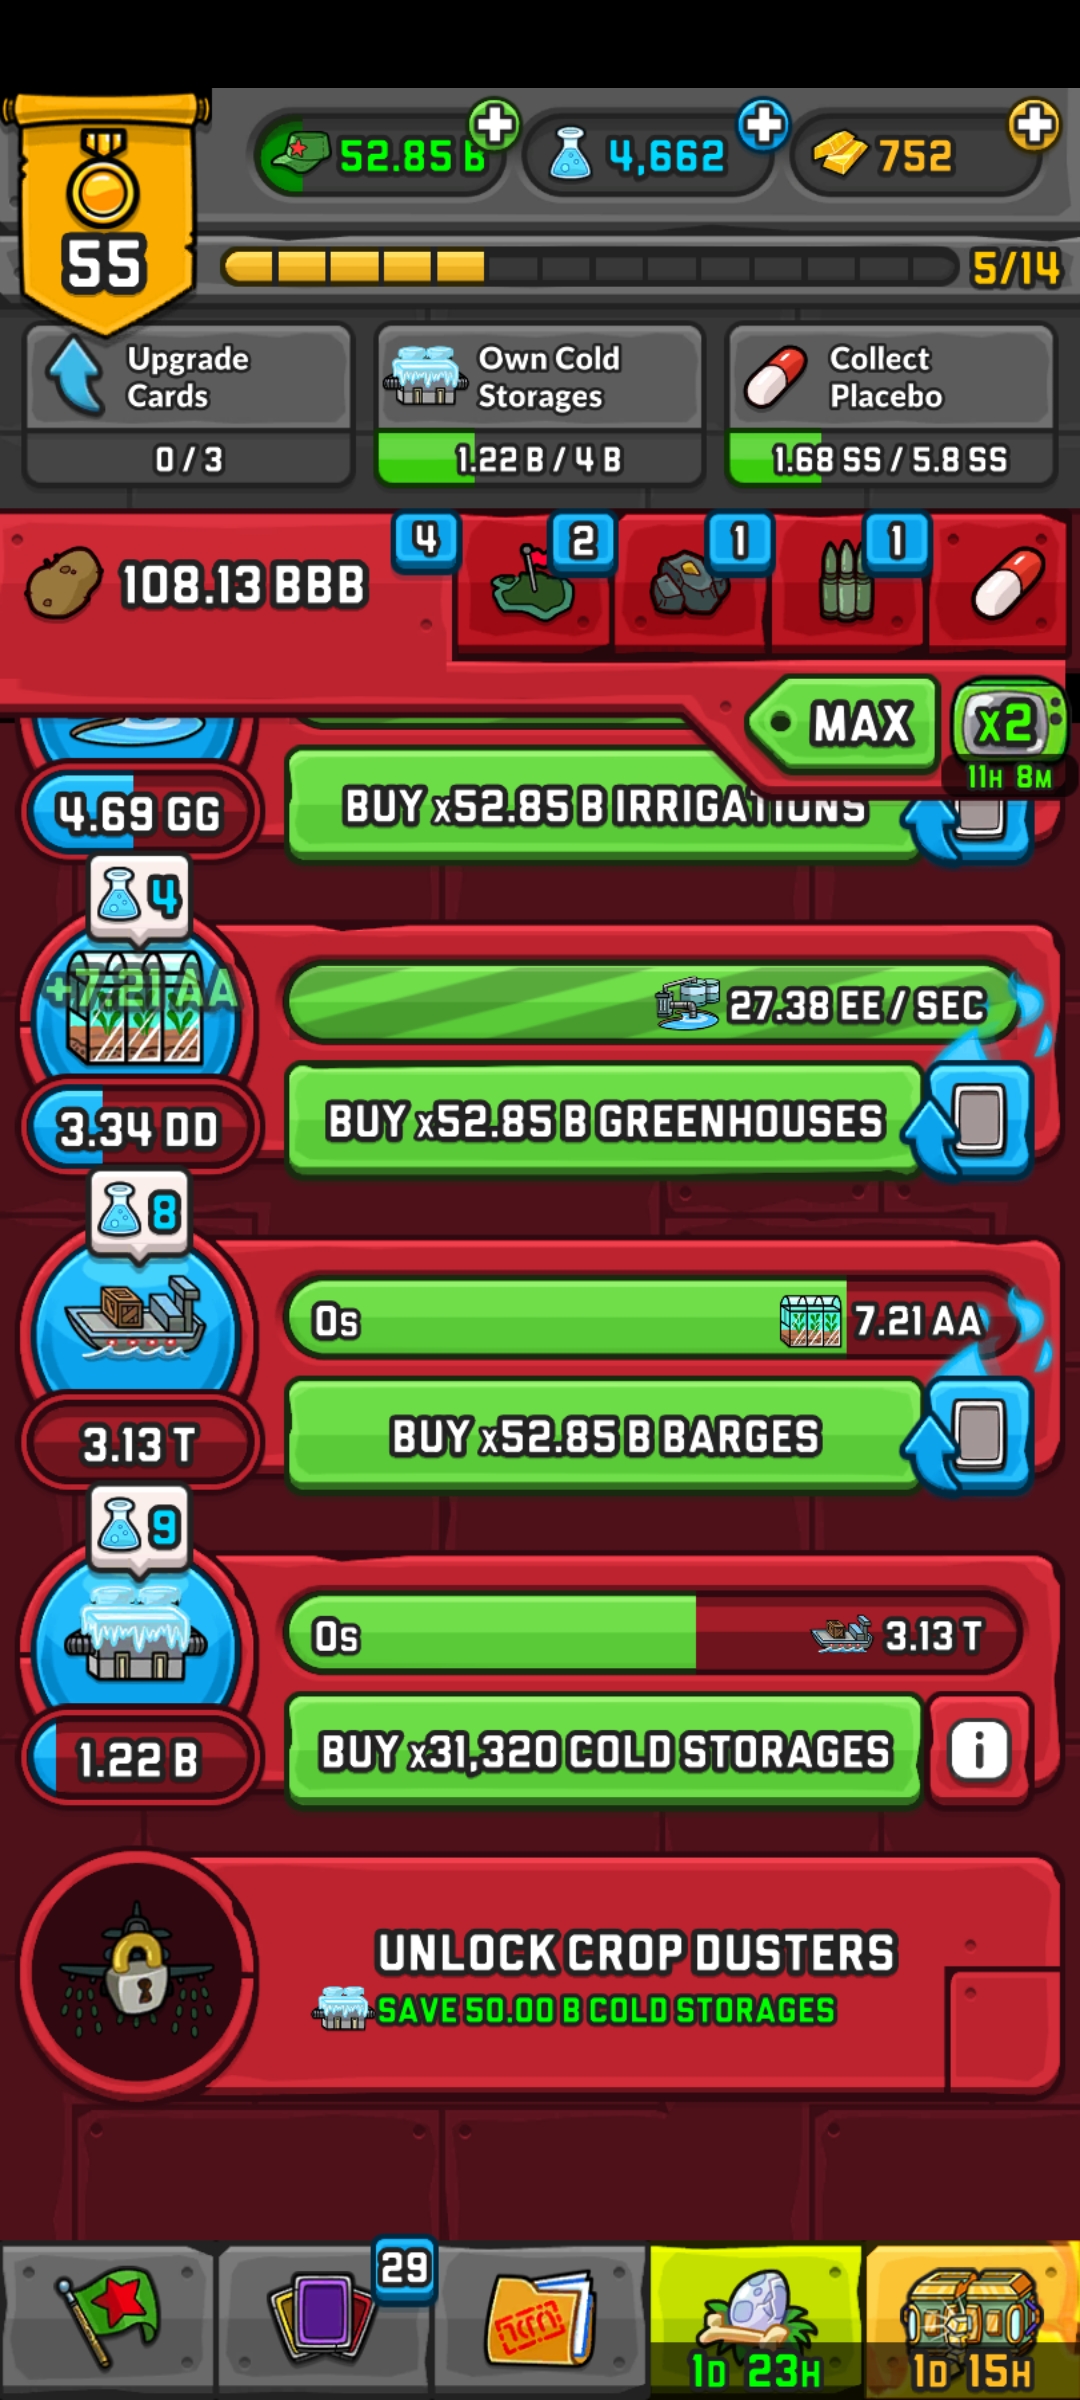 55
52.85 B
4,662
752
5/14
Upgrade
Cards
0 / 3
Own Cold
Storages
1.22 B / 4 B
Collect
Placebo
1.68 SS / 5.8 SS
108.13 BBB
4
2
1
1
MAX
x2
11H 8M
4.69 GG
BUY x52.85 B IRRIGATIONS
4
+7.21 AA
27.38 EE / SEC
3.34 DD
BUY x52.85 B GREENHOUSES
8
0s
7.21 AA
3.13 T
BUY x52.85 B BARGES
9
0s
3.13 T
1.22 B
BUY x31,320 COLD STORAGES
i
UNLOCK CROP DUSTERS
SAVE 50.00 B COLD STORAGES
29
1D 23H
1D 15H